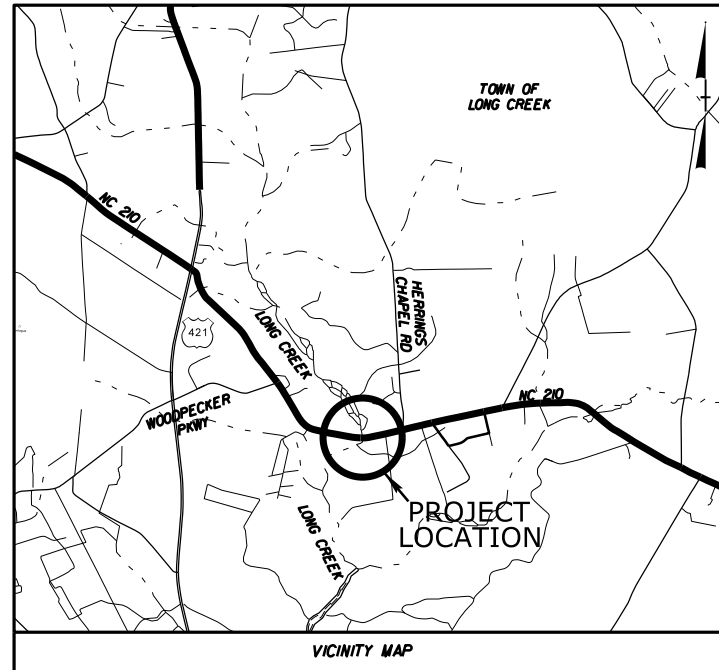 TOWN OF
LONG CREEK
NC 210
HERRINGS
CHAPEL RD
LONG CREEK
421
NC 210
WOODPECKER
PKWY
LONG CREEK
PROJECT
LOCATION
VICINITY MAP